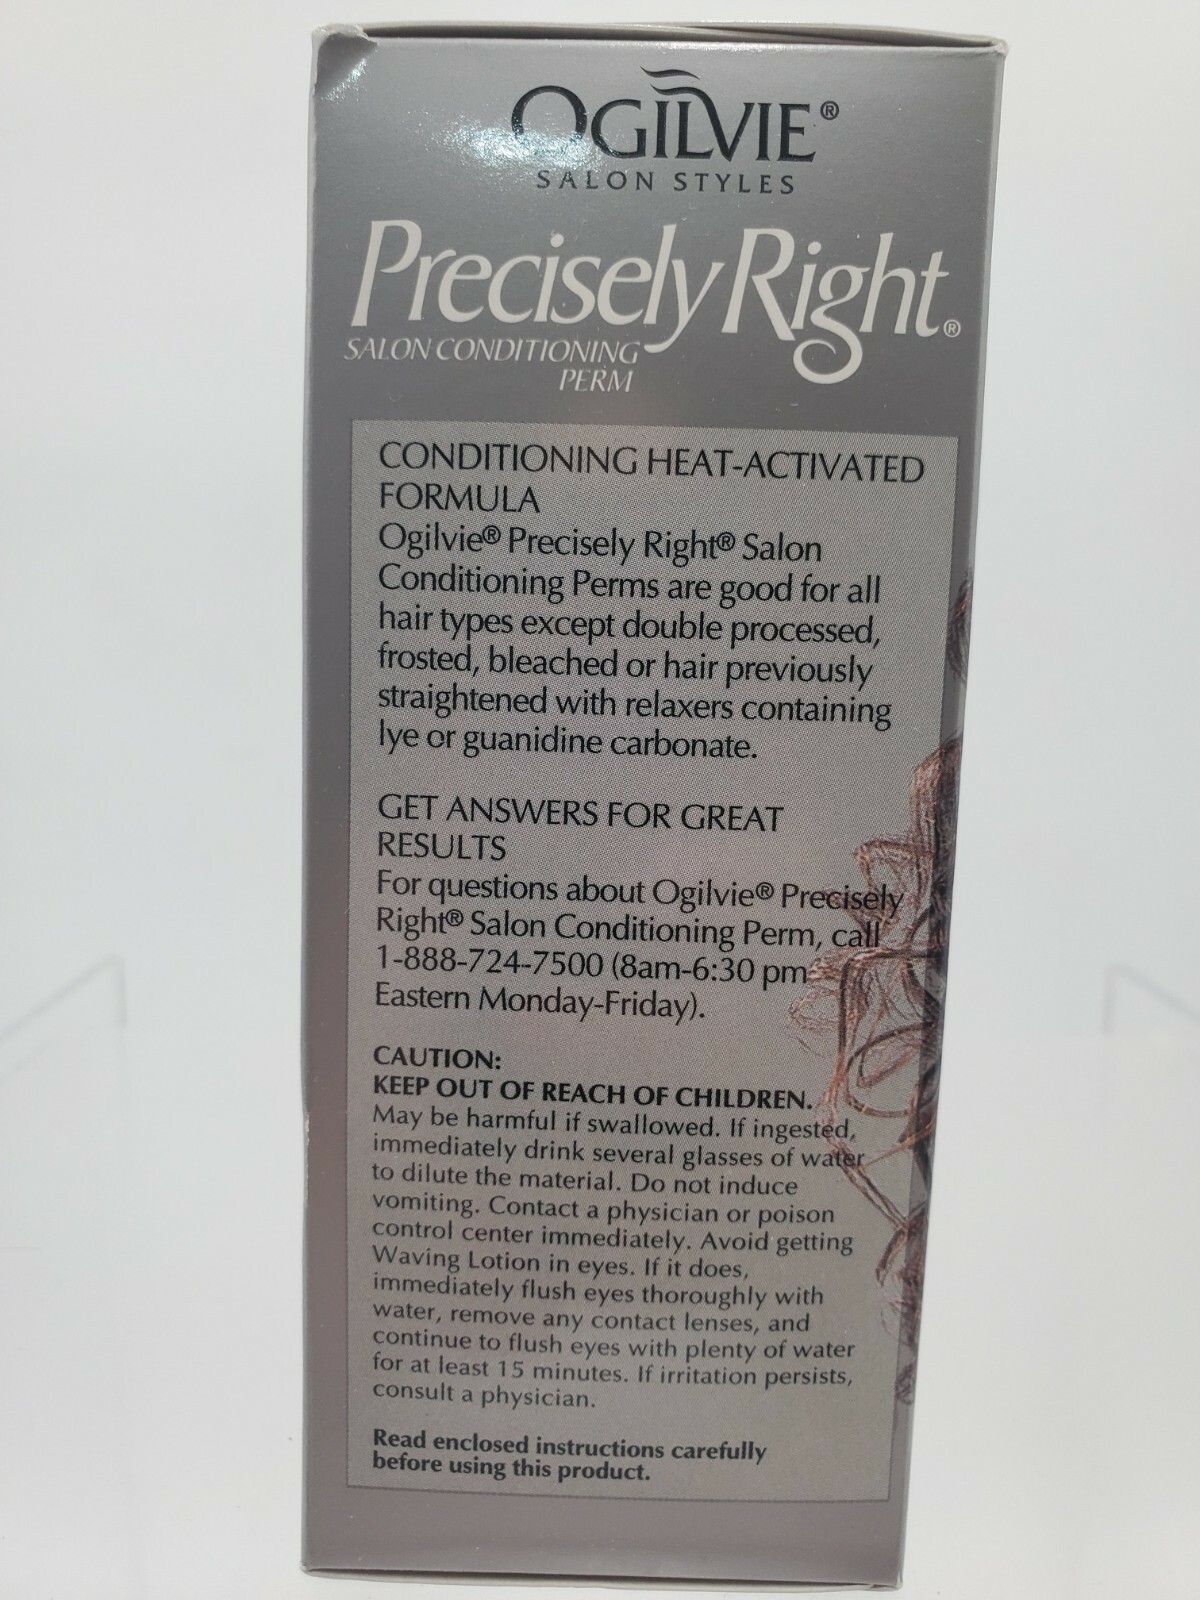 OGILVIE®
SALON STYLES
Precisely Right®
SALON CONDITIONING
PERM
CONDITIONING HEAT-ACTIVATED
FORMULA
Ogilvie® Precisely Right® Salon
Conditioning Perms are good for all
hair types except double processed,
frosted, bleached or hair previously
straightened with relaxers containing
lye or guanidine carbonate.
GET ANSWERS FOR GREAT
RESULTS
For questions about Ogilvie® Precisely
Right® Salon Conditioning Perm, call
1-888-724-7500 (8am-6:30 pm
Eastern Monday-Friday).
CAUTION:
KEEP OUT OF REACH OF CHILDREN.
May be harmful if swallowed. If ingested,
immediately drink several glasses of water
to dilute the material. Do not induce
vomiting. Contact a physician or poison
control center immediately. Avoid getting
Waving Lotion in eyes. If it does,
immediately flush eyes thoroughly with
water, remove any contact lenses, and
continue to flush eyes with plenty of water
for at least 15 minutes. If irritation persists,
consult a physician.
Read enclosed instructions carefully
before using this product.